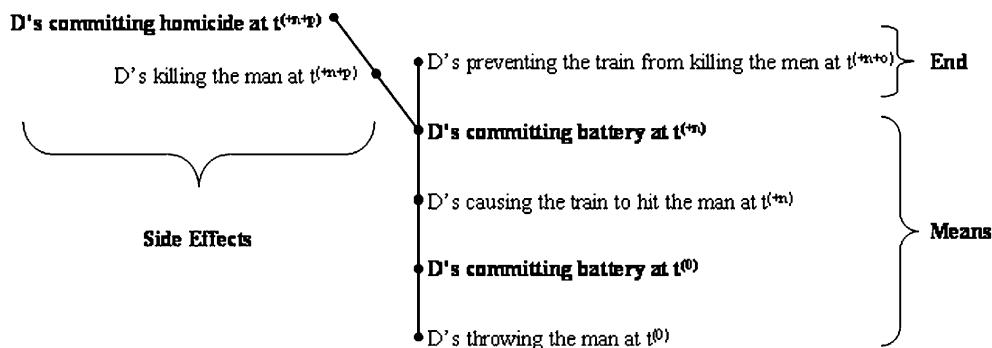 D's committing homicide at t(+n+p)
D's killing the man at t(+n+p)
D's preventing the train from killing the men at t(+n+o)
End
D's committing battery at t(+n)
D's causing the train to hit the man at t(+n)
Side Effects
Means
D's committing battery at t(0)
D's throwing the man at t(0)